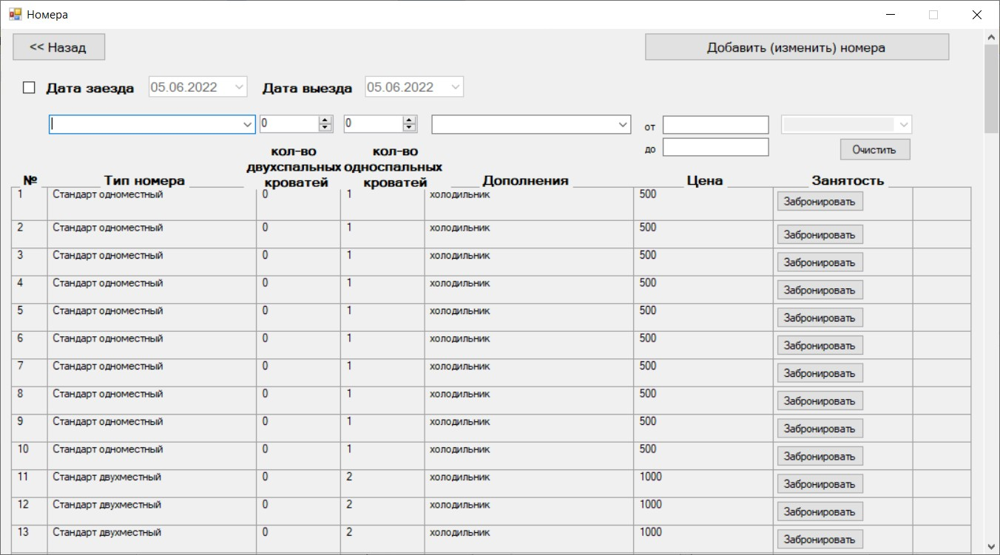 Номера
<< Назад
Добавить (изменить) номера
Дата заезда 05.06.2022 Дата выезда 05.06.2022
0 0 от
до Очистить
№ Тип номера кол-во двухспальных кроватей кол-во односпальных кроватей Дополнения Цена Занятость
1 Стандарт одноместный 0 1 холодильник 500 Забронировать
2 Стандарт одноместный 0 1 холодильник 500 Забронировать
3 Стандарт одноместный 0 1 холодильник 500 Забронировать
4 Стандарт одноместный 0 1 холодильник 500 Забронировать
5 Стандарт одноместный 0 1 холодильник 500 Забронировать
6 Стандарт одноместный 0 1 холодильник 500 Забронировать
7 Стандарт одноместный 0 1 холодильник 500 Забронировать
8 Стандарт одноместный 0 1 холодильник 500 Забронировать
9 Стандарт одноместный 0 1 холодильник 500 Забронировать
10 Стандарт одноместный 0 1 холодильник 500 Забронировать
11 Стандарт двухместный 0 2 холодильник 1000 Забронировать
12 Стандарт двухместный 0 2 холодильник 1000 Забронировать
13 Стандарт двухместный 0 2 холодильник 1000 Забронировать